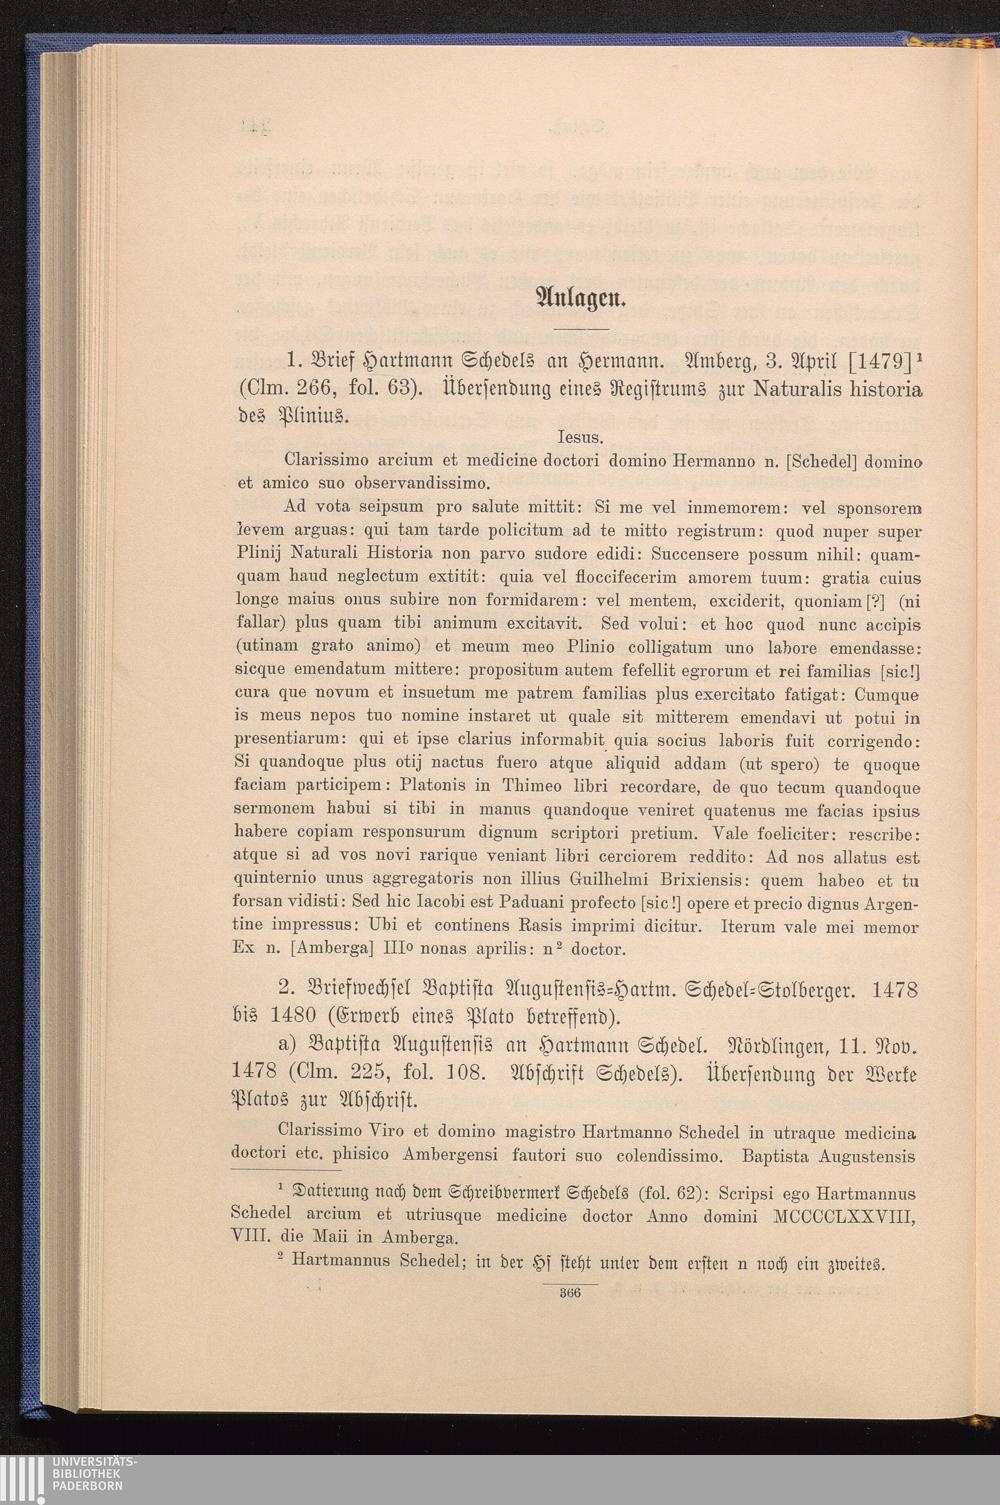 Anlagen.
1. Brief Hartmann Schedels an Hermann. Amberg, 3. April [1479]¹
(Clm. 266, fol. 63). Übersendung eines Registrums zur Naturalis historia
des Plinius.
Iesus.
Clarissimo arcium et medicine doctori domino Hermanno n. [Schedel] domino
et amico suo observandissimo.
Ad vota seipsum pro salute mittit: Si me vel inmemorem: vel sponsorem
levem arguas: qui tam tarde policitum ad te mitto registrum: quod nuper super
Plinij Naturali Historia non parvo sudore edidi: Succensere possum nihil: quam-
quam haud neglectum extitit: quia vel floccifecerim amorem tuum: gratia cuius
longe maius onus subire non formidarem: vel mentem, exciderit, quoniam [?] (ni
fallar) plus quam tibi animum excitavit. Sed volui: et hoc quod nunc accipis
(utinam grato animo) et meum meo Plinio colligatum uno labore emendasse:
sicque emendatum mittere: propositum autem fefellit egrorum et rei familias [sic!]
cura que novum et insuetum me patrem familias plus exercitato fatigat: Cumque
is meus nepos tuo nomine instaret ut quale sit mitterem emendavi ut potui in
presentiarum: qui et ipse clarius informabit quia socius laboris fuit corrigendo:
Si quandoque plus otij nactus fuero atque aliquid addam (ut spero) te quoque
faciam participem: Platonis in Thimeo libri recordare, de quo tecum quandoque
sermonem habui si tibi in manus quandoque veniret quatenus me facias ipsius
habere copiam responsurum dignum scriptori pretium. Vale foeliciter: rescribe:
atque si ad vos novi rarique veniant libri cerciorem reddito: Ad nos allatus est
quinternio unus aggregatoris non illius Guilhelmi Brixiensis: quem habeo et tu
forsan vidisti: Sed hic Iacobi est Paduani profecto [sic!] opere et precio dignus Argen-
tine impressus: Ubi et continens Rasis imprimi dicitur. Iterum vale mei memor
Ex n. [Amberga] IIIo nonas aprilis: n² doctor.
2. Briefwechsel Baptista Augustensis=Hartm. Schedel=Stolberger. 1478
bis 1480 (Erwerb eines Plato betreffend).
a) Baptista Augustensis an Hartmann Schedel. Nördlingen, 11. Nov.
1478 (Clm. 225, fol. 108. Abschrift Schedels). Übersendung der Werke
Platos zur Abschrift.
Clarissimo Viro et domino magistro Hartmanno Schedel in utraque medicina
doctori etc. phisico Ambergensi fautori suo colendissimo. Baptista Augustensis
¹ Datierung nach dem Schreibvermerk Schedels (fol. 62): Scripsi ego Hartmannus
Schedel arcium et utriusque medicine doctor Anno domini MCCCCLXXVIII,
VIII. die Maii in Amberga.
² Hartmannus Schedel; in der Hs steht unter dem ersten n noch ein zweites.
366
UNIVERSITÄTS-
BIBLIOTHEK
PADERBORN